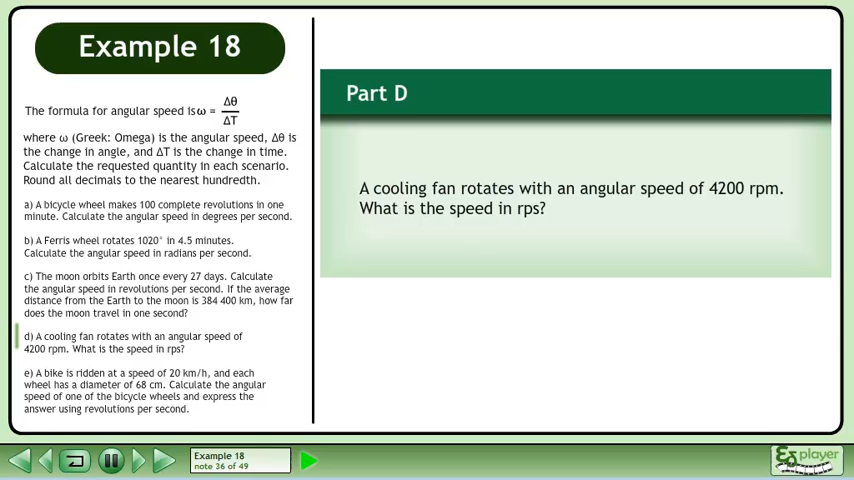 Example 18
The formula for angular speed is ω = Δθ
ΔT
where ω (Greek: Omega) is the angular speed, Δθ is
the change in angle, and ΔT is the change in time.
Calculate the requested quantity in each scenario.
Round all decimals to the nearest hundredth.
a) A bicycle wheel makes 100 complete revolutions in one
minute. Calculate the angular speed in degrees per second.
b) A Ferris wheel rotates 1020° in 4.5 minutes.
Calculate the angular speed in radians per second.
c) The moon orbits Earth once every 27 days. Calculate
the angular speed in revolutions per second. If the average
distance from the Earth to the moon is 384 400 km, how far
does the moon travel in one second?
d) A cooling fan rotates with an angular speed of
4200 rpm. What is the speed in rps?
e) A bike is ridden at a speed of 20 km/h, and each
wheel has a diameter of 68 cm. Calculate the angular
speed of one of the bicycle wheels and express the
answer using revolutions per second.
Part D
A cooling fan rotates with an angular speed of 4200 rpm.
What is the speed in rps?
Example 18
note 36 of 49
player